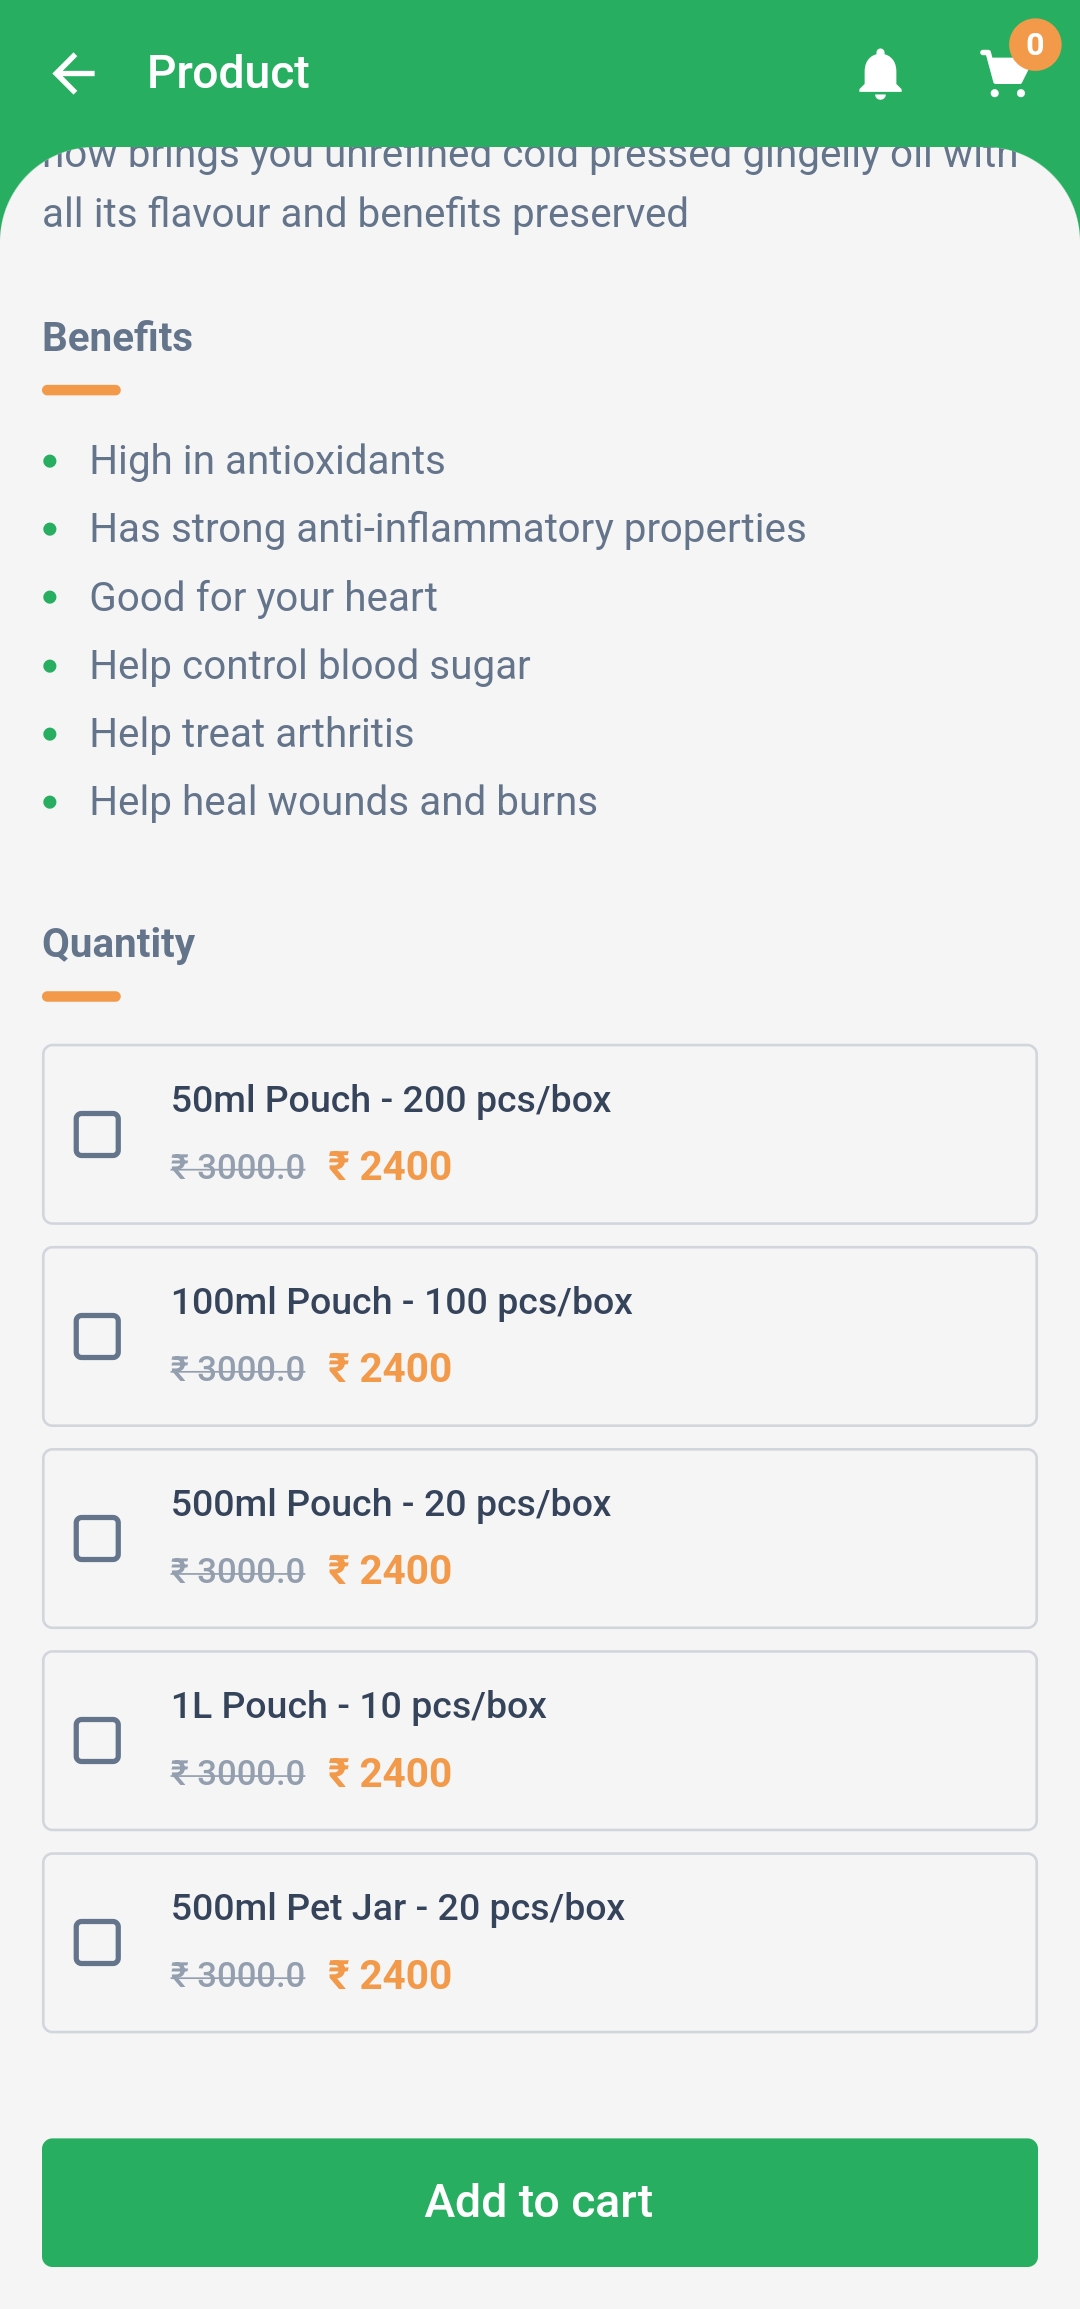 Product
0
now brings you unrefined cold pressed gingelly oil with
all its flavour and benefits preserved
Benefits
High in antioxidants
Has strong anti-inflammatory properties
Good for your heart
Help control blood sugar
Help treat arthritis
Help heal wounds and burns
Quantity
50ml Pouch - 200 pcs/box
₹ 3000.0 ₹ 2400
100ml Pouch - 100 pcs/box
₹ 3000.0 ₹ 2400
500ml Pouch - 20 pcs/box
₹ 3000.0 ₹ 2400
1L Pouch - 10 pcs/box
₹ 3000.0 ₹ 2400
500ml Pet Jar - 20 pcs/box
₹ 3000.0 ₹ 2400
Add to cart